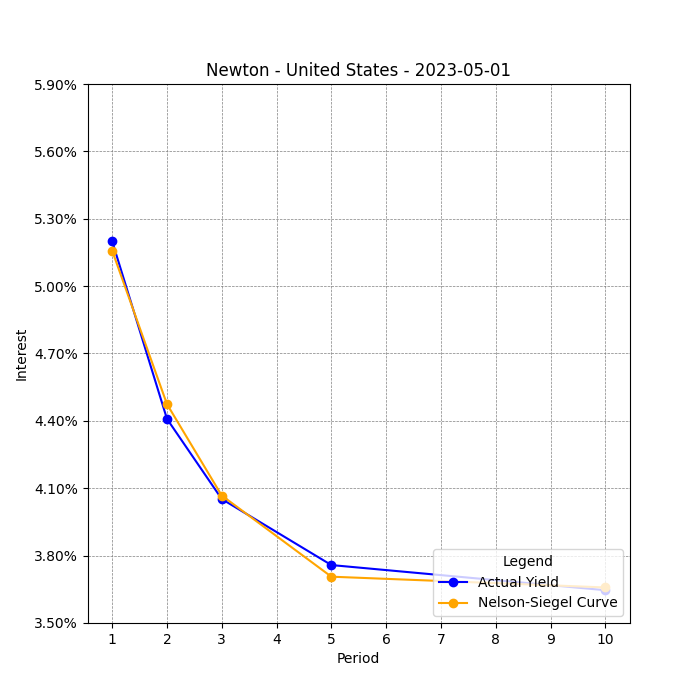 Newton - United States - 2023-05-01
5.90%
5.60%
5.30%
5.00%
4.70%
4.40%
4.10%
3.80%
3.50%
Interest
Legend
Actual Yield
Nelson-Siegel Curve
1 2 3 4 5 6 7 8 9 10
Period